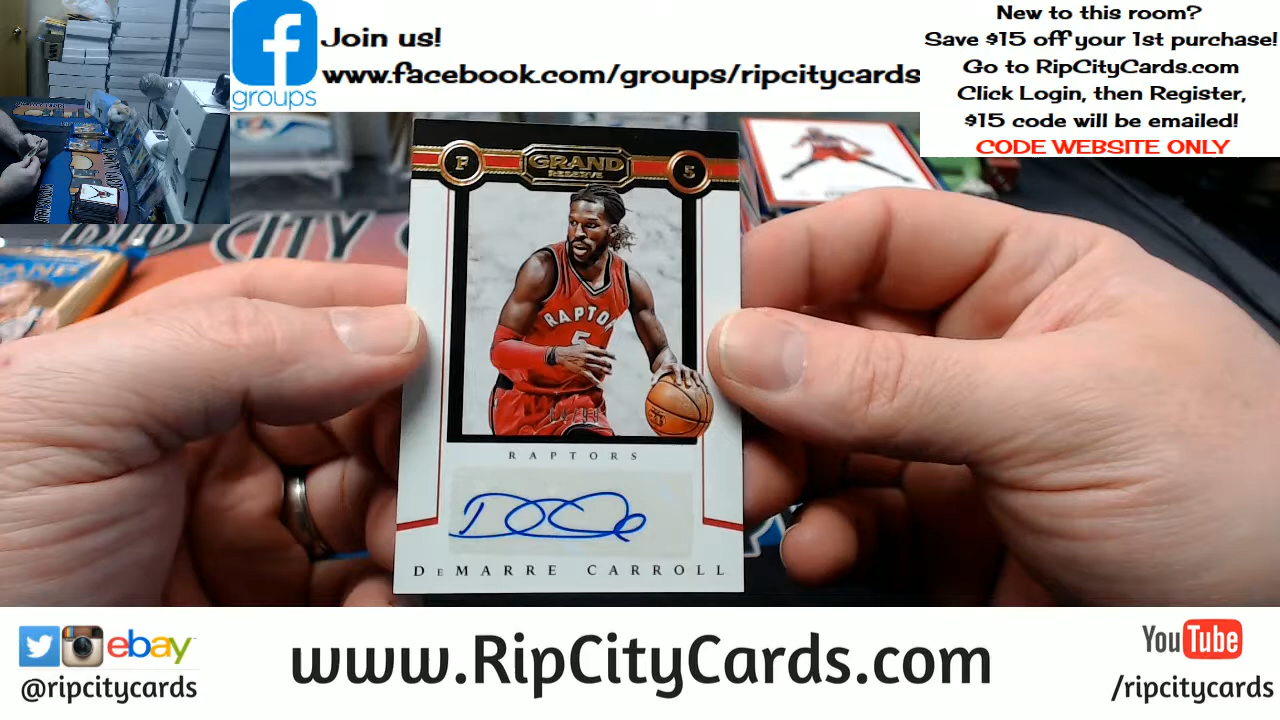 Join us!
www.facebook.com/groups/ripcitycards
groups
New to this room?
Save $15 off your 1st purchase!
Go to RipCityCards.com
Click Login, then Register,
$15 code will be emailed!
CODE WEBSITE ONLY
RIP CITY
F
GRAND
RESERVE
5
RAPTORS
DeMARRE CARROLL
ebay
@ripcitycards
www.RipCityCards.com
YouTube
/ripcitycards